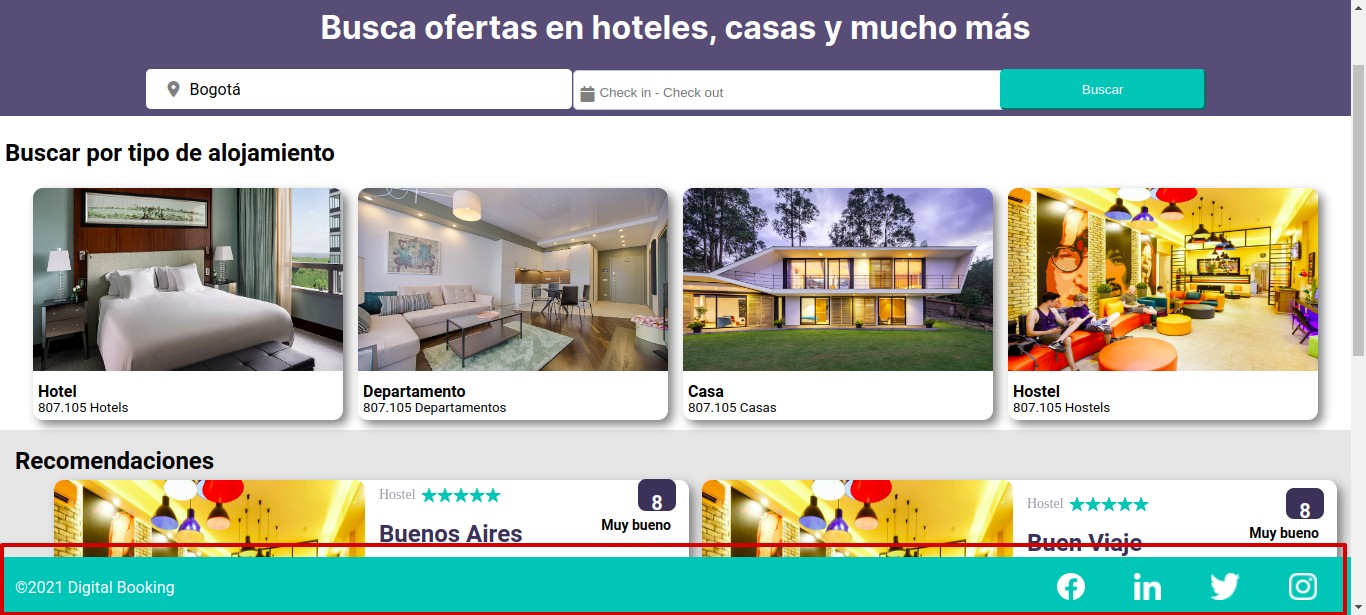 Busca ofertas en hoteles, casas y mucho más
Bogotá
Check in - Check out
Buscar
Buscar por tipo de alojamiento
Hotel
807.105 Hotels
Departamento
807.105 Departamentos
Casa
807.105 Casas
Hostel
807.105 Hostels
Recomendaciones
Hostel
8
Buenos Aires
Muy bueno
Hostel
8
Buen Viaje
Muy bueno
©2021 Digital Booking